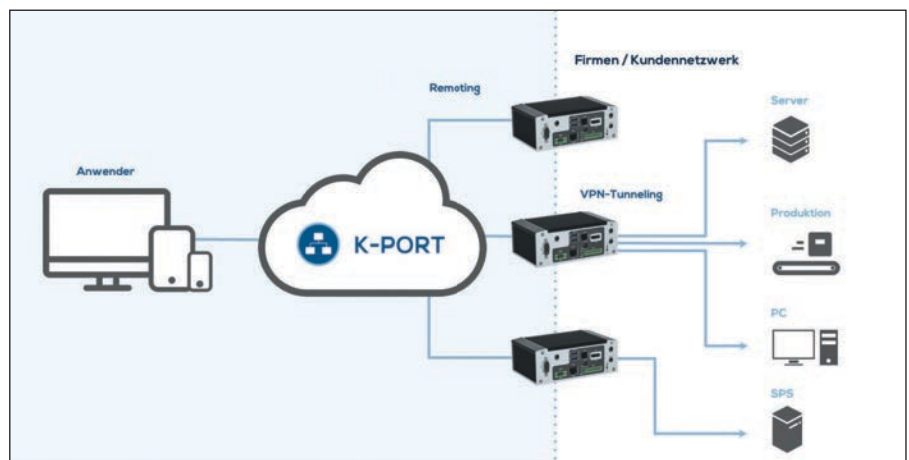 Firmen / Kundennetzwerk
Remoting
Server
Anwender
VPN-Tunneling
Produktion
K-PORT
PC
SPS